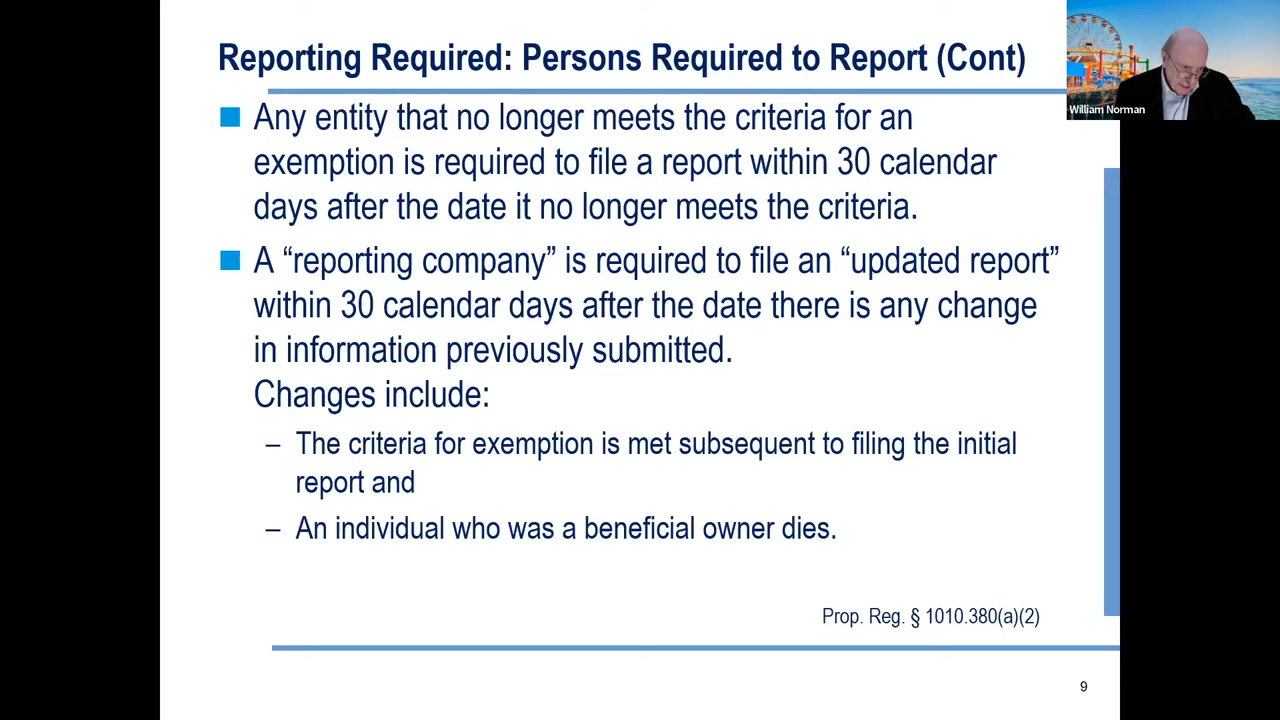 Reporting Required: Persons Required to Report (Cont)
William Norman
Any entity that no longer meets the criteria for an
exemption is required to file a report within 30 calendar
days after the date it no longer meets the criteria.
A “reporting company” is required to file an “updated report”
within 30 calendar days after the date there is any change
in information previously submitted.
Changes include:
– The criteria for exemption is met subsequent to filing the initial
report and
– An individual who was a beneficial owner dies.
Prop. Reg. § 1010.380(a)(2)
9